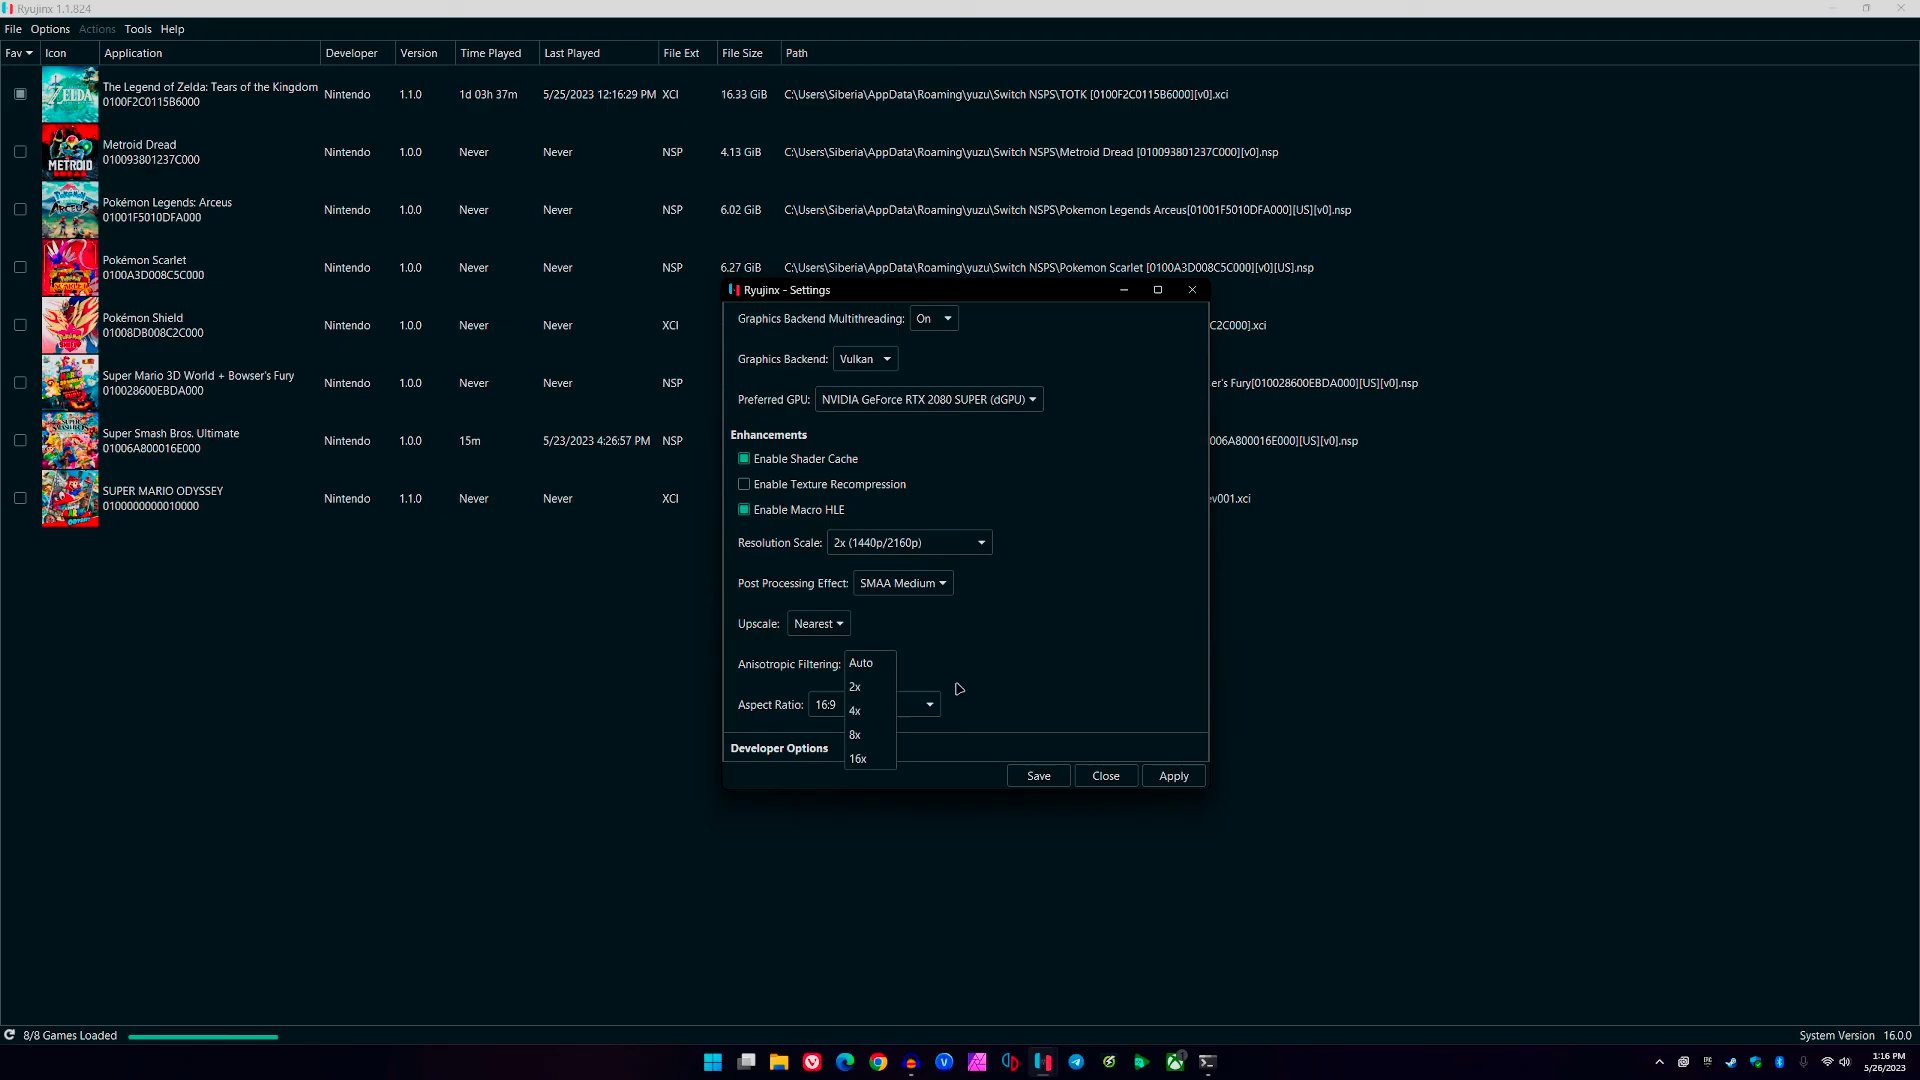 Ryujinx 1.1.824
File Options Actions Tools Help
Fav Icon Application Developer Version Time Played Last Played File Ext File Size Path
The Legend of Zelda: Tears of the Kingdom
0100F2C0115B6000
Nintendo 1.1.0 1d 03h 37m 5/25/2023 12:16:29 PM XCI 16.33 GiB C:\Users\Siberia\AppData\Roaming\yuzu\Switch NSPS\TOTK [0100F2C0115B6000][v0].xci
ZELDA
Metroid Dread
010093801237C000
Nintendo 1.0.0 Never Never NSP 4.13 GiB C:\Users\Siberia\AppData\Roaming\yuzu\Switch NSPS\Metroid Dread [010093801237C000][v0].nsp
METROID
Pokémon Legends: Arceus
01001F5010DFA000
Nintendo 1.0.0 Never Never NSP 6.02 GiB C:\Users\Siberia\AppData\Roaming\yuzu\Switch NSPS\Pokemon Legends Arceus[01001F5010DFA000][US][v0].nsp
ARCEUS
Pokémon Scarlet
0100A3D008C5C000
Nintendo 1.0.0 Never Never NSP 6.27 GiB C:\Users\Siberia\AppData\Roaming\yuzu\Switch NSPS\Pokemon Scarlet [0100A3D008C5C000][v0][US].nsp
Pokémon Shield
01008DB008C2C000
Nintendo 1.0.0 Never Never XCI C2C000].xci
Super Mario 3D World + Bowser's Fury
010028600EBDA000
Nintendo 1.0.0 Never Never NSP er's Fury[010028600EBDA000][US][v0].nsp
Super Smash Bros. Ultimate
01006A800016E000
Nintendo 1.0.0 15m 5/23/2023 4:26:57 PM NSP 006A800016E000][US][v0].nsp
SUPER MARIO ODYSSEY
0100000000010000
Nintendo 1.1.0 Never Never XCI ev001.xci
Ryujinx - Settings
Graphics Backend Multithreading: On
Graphics Backend: Vulkan
Preferred GPU: NVIDIA GeForce RTX 2080 SUPER (dGPU)
Enhancements
Enable Shader Cache
Enable Texture Recompression
Enable Macro HLE
Resolution Scale: 2x (1440p/2160p)
Post Processing Effect: SMAA Medium
Upscale: Nearest
Anisotropic Filtering: Auto
2x
Aspect Ratio: 16:9
4x
8x
Developer Options
16x
Save Close Apply
8/8 Games Loaded
System Version 16.0.0
1:16 PM
5/26/2023